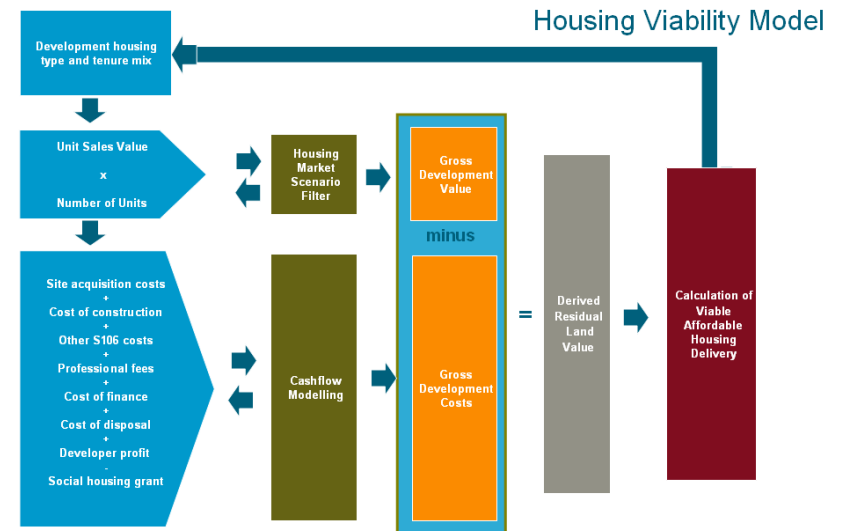 Housing Viability Model
Development housing
type and tenure mix
Unit Sales Value
x
Number of Units
Housing
Market
Scenario
Filter
Gross
Development
Value
minus
Site acquisition costs
+
Cost of construction
+
Other S106 costs
+
Professional fees
+
Cost of finance
+
Cost of disposal
+
Developer profit
-
Social housing grant
Cashflow
Modelling
Gross
Development
Costs
=
Derived
Residual
Land
Value
Calculation of
Viable
Affordable
Housing
Delivery